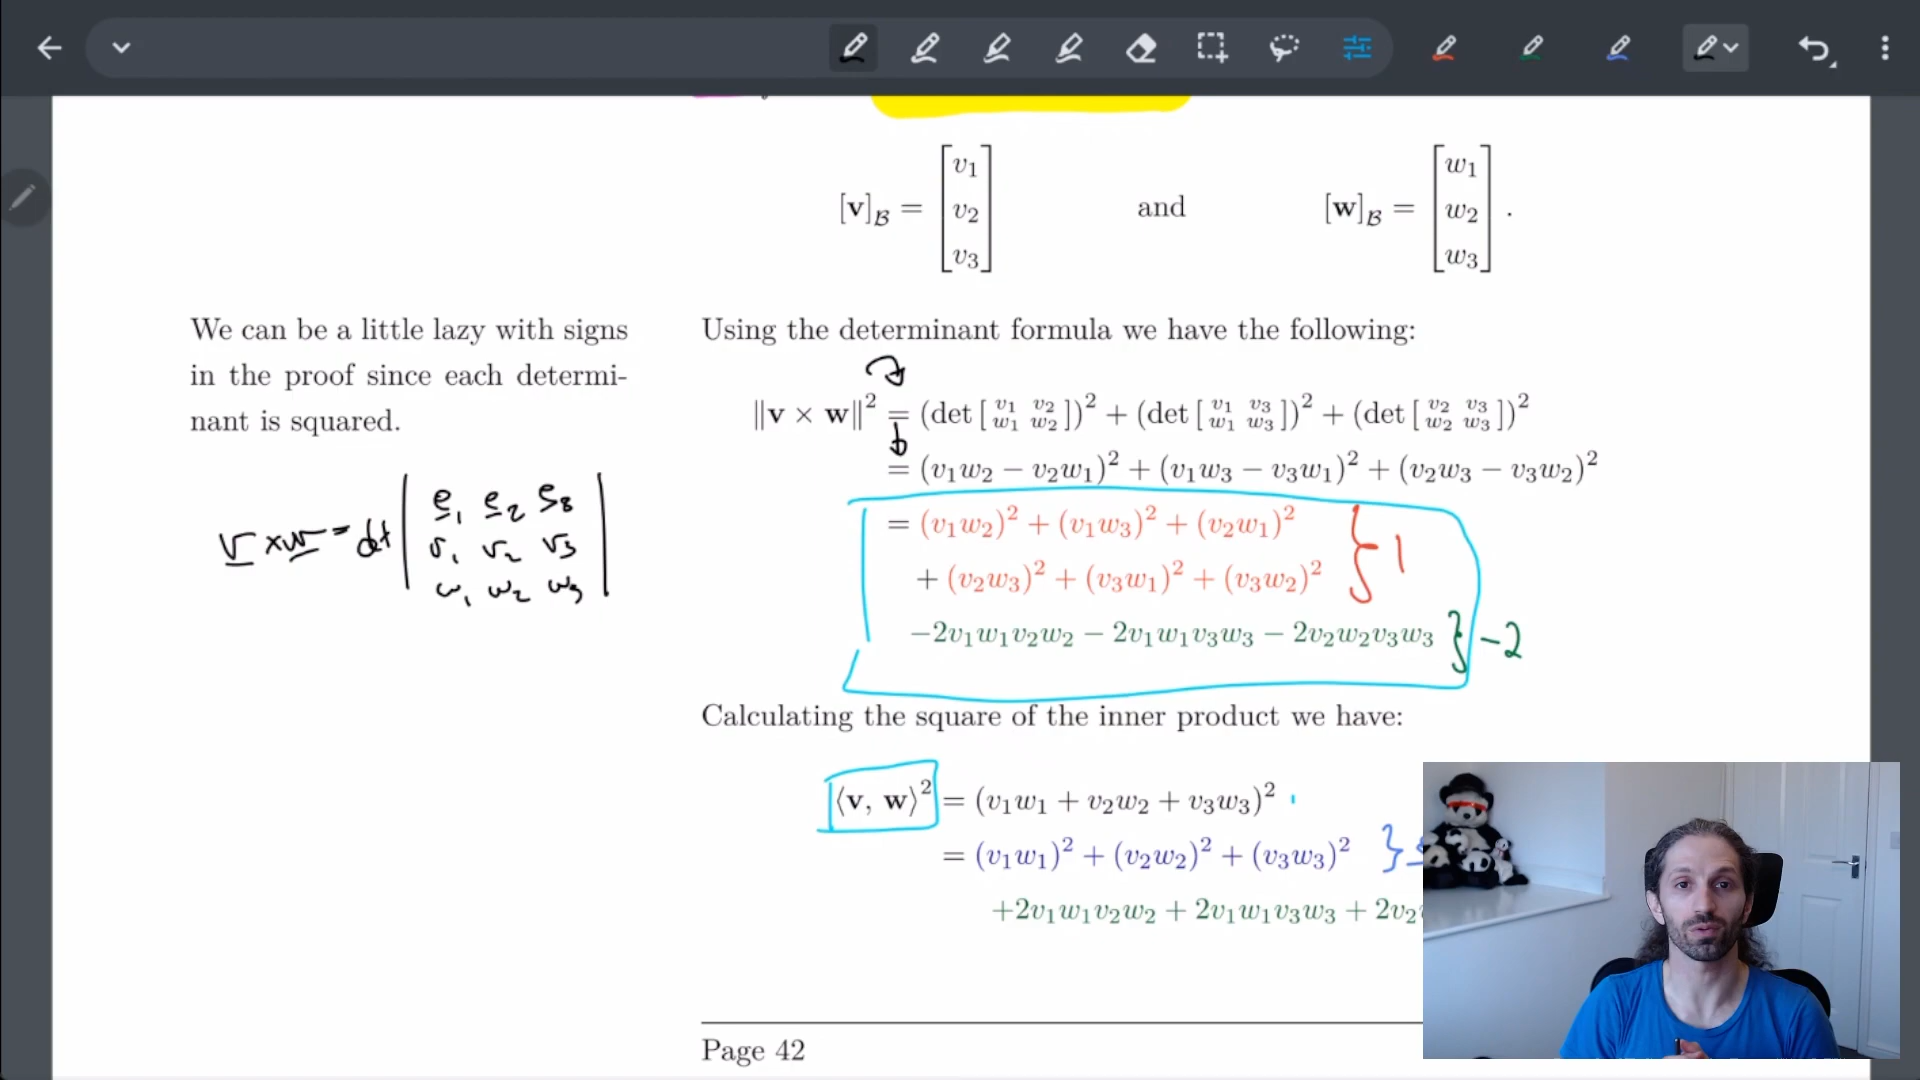 [v]_B = [v1 v2 v3] and [w]_B = [w1 w2 w3].
We can be a little lazy with signs
in the proof since each determi-
nant is squared.
v × w = det | e1 e2 e3
v1 v2 v3
w1 w2 w3 |
Using the determinant formula we have the following:
‖v × w‖² = (det [v1 v2 w1 w2])² + (det [v1 v3 w1 w3])² + (det [v2 v3 w2 w3])²
= (v1w2 − v2w1)² + (v1w3 − v3w1)² + (v2w3 − v3w2)²
= (v1w2)² + (v1w3)² + (v2w1)²
+ (v2w3)² + (v3w1)² + (v3w2)² } 1
−2v1w1v2w2 − 2v1w1v3w3 − 2v2w2v3w3 } −2
Calculating the square of the inner product we have:
⟨v, w⟩² = (v1w1 + v2w2 + v3w3)²
= (v1w1)² + (v2w2)² + (v3w3)² }
+2v1w1v2w2 + 2v1w1v3w3 + 2v2
Page 42